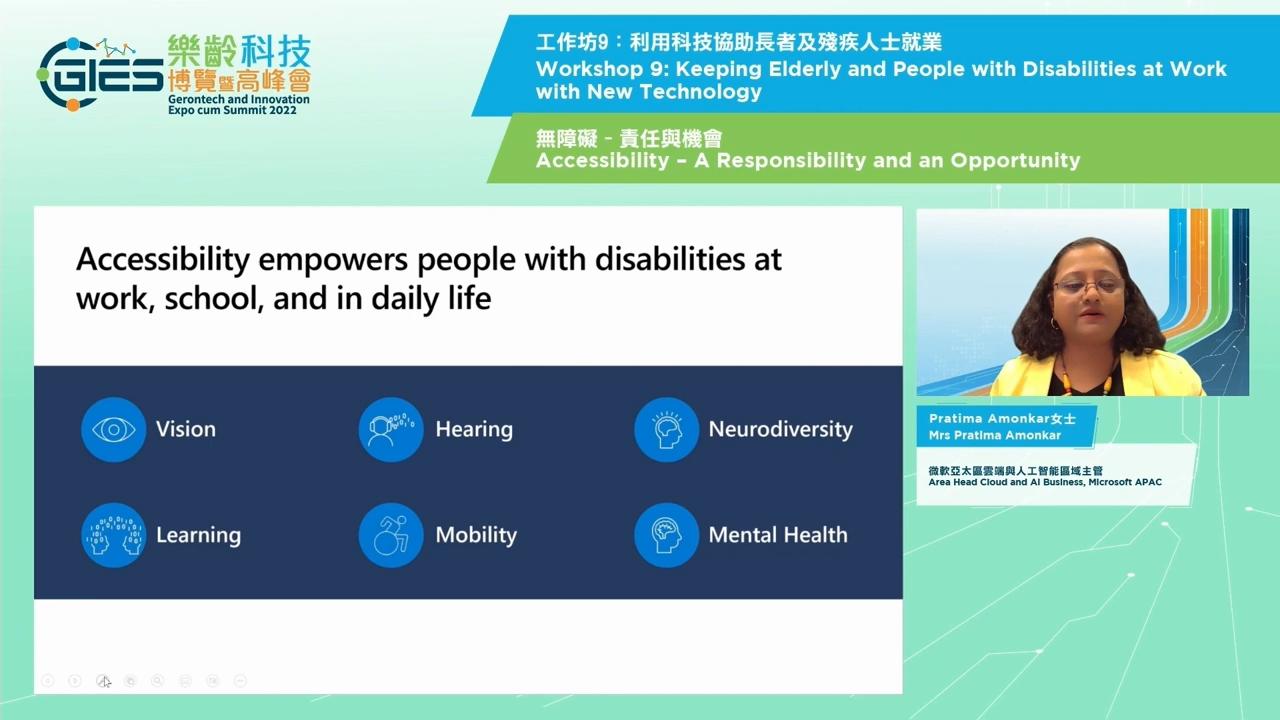 GIES
樂齡科技
博覽暨高峰會
Gerontech and Innovation
Expo cum Summit 2022
工作坊9：利用科技協助長者及殘疾人士就業
Workshop 9: Keeping Elderly and People with Disabilities at Work
with New Technology
無障礙 - 責任與機會
Accessibility – A Responsibility and an Opportunity
Accessibility empowers people with disabilities at
work, school, and in daily life
Vision
Hearing
Neurodiversity
Learning
Mobility
Mental Health
Pratima Amonkar女士
Mrs Pratima Amonkar
微軟亞太區雲端與人工智能區域主管
Area Head Cloud and AI Business, Microsoft APAC